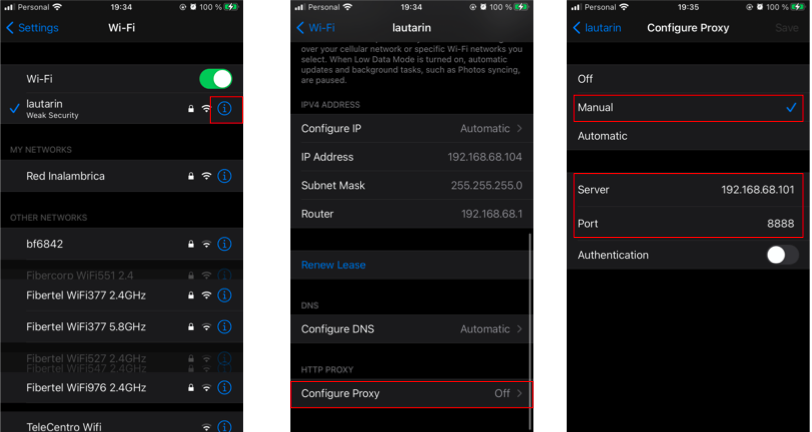 Personal
19:34
100 %
Settings
Wi-Fi
Wi-Fi
lautarin
Weak Security
MY NETWORKS
Red Inalambrica
OTHER NETWORKS
bf6842
Fibercorp WiFi551 2.4
Fibertel WiFi377 2.4GHz
Fibertel WiFi377 5.8GHz
Fibertel WiFi527 2.4GHz
Fibertel WiFi547 2.4GHz
Fibertel WiFi976 2.4GHz
TeleCentro Wifi
Personal
19:34
100 %
Wi-Fi
lautarin
over your cellular network or specific Wi-Fi networks you
select. When Low Data Mode is turned on, automatic
updates and background tasks, such as Photos syncing,
are paused.
IPV4 ADDRESS
Configure IP Automatic
IP Address 192.168.68.104
Subnet Mask 255.255.255.0
Router 192.168.68.1
Renew Lease
DNS
Configure DNS Automatic
HTTP PROXY
Configure Proxy Off
Personal
19:35
100 %
lautarin
Configure Proxy
Save
Off
Manual
Automatic
Server 192.168.68.101
Port 8888
Authentication